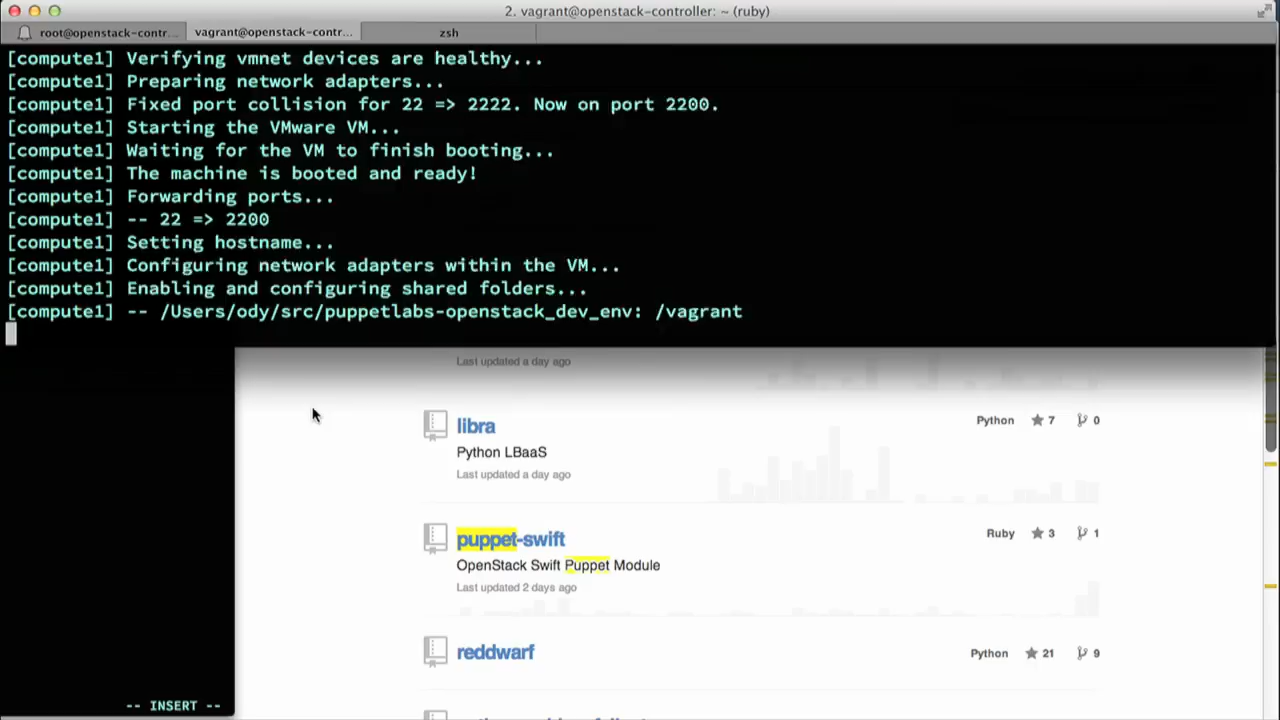 2. vagrant@openstack-controller: ~ (ruby)
root@openstack-contr... vagrant@openstack-contr... zsh
[compute1] Verifying vmnet devices are healthy...
[compute1] Preparing network adapters...
[compute1] Fixed port collision for 22 => 2222. Now on port 2200.
[compute1] Starting the VMware VM...
[compute1] Waiting for the VM to finish booting...
[compute1] The machine is booted and ready!
[compute1] Forwarding ports...
[compute1] -- 22 => 2200
[compute1] Setting hostname...
[compute1] Configuring network adapters within the VM...
[compute1] Enabling and configuring shared folders...
[compute1] -- /Users/ody/src/puppetlabs-openstack_dev_env: /vagrant
Last updated a day ago
libra Python 7 0
Python LBaaS
Last updated a day ago
puppet-swift Ruby 3 1
OpenStack Swift Puppet Module
Last updated 2 days ago
reddwarf Python 21 9
-- INSERT --